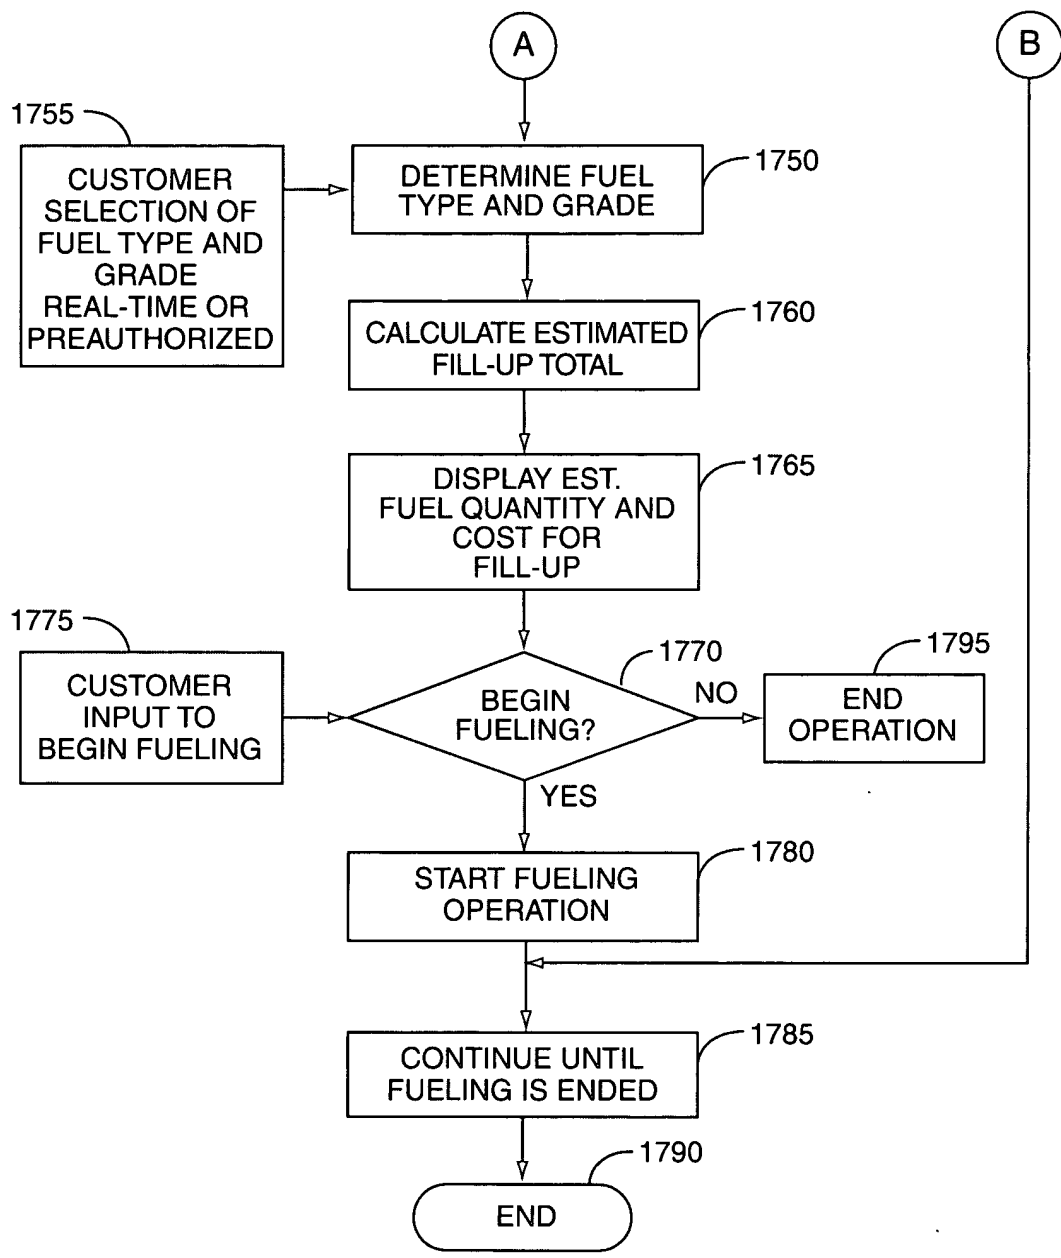 A
B
1755
CUSTOMER
SELECTION OF
FUEL TYPE AND
GRADE
REAL-TIME OR
PREAUTHORIZED
1750
DETERMINE FUEL
TYPE AND GRADE
1760
CALCULATE ESTIMATED
FILL-UP TOTAL
1765
DISPLAY EST.
FUEL QUANTITY AND
COST FOR
FILL-UP
1775
CUSTOMER
INPUT TO
BEGIN FUELING
1770
BEGIN
FUELING?
NO
1795
END
OPERATION
YES
1780
START FUELING
OPERATION
1785
CONTINUE UNTIL
FUELING IS ENDED
1790
END